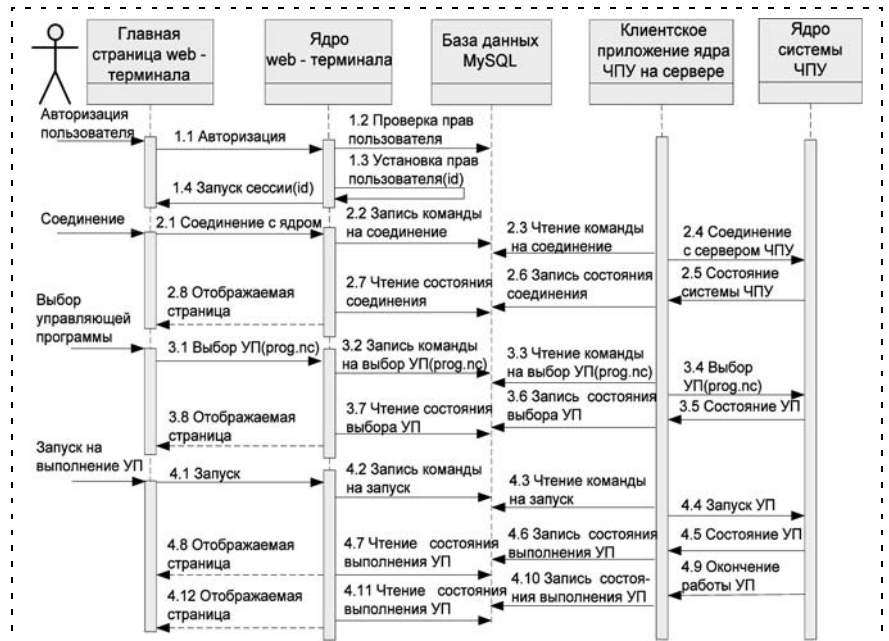 Главная
страница web -
терминала
Ядро
web - терминала
База данных
MySQL
Клиентское
приложение ядра
ЧПУ на сервере
Ядро
системы
ЧПУ
Авторизация
пользователя
1.1 Авторизация
1.2 Проверка прав
пользователя
1.3 Установка прав
пользователя(id)
1.4 Запуск сессии(id)
Соединение
2.1 Соединение с ядром
2.2 Запись команды
на соединение
2.3 Чтение команды
на соединение
2.4 Соединение
с сервером ЧПУ
2.5 Состояние
системы ЧПУ
2.6 Запись состояния
соединения
2.7 Чтение состояния
соединения
2.8 Отображаемая
страница
Выбор
управляющей
программы
3.1 Выбор УП(prog.nc)
3.2 Запись команды
на выбор УП(prog.nc)
3.3 Чтение команды
на выбор УП(prog.nc)
3.4 Выбор
УП(prog.nc)
3.5 Состояние УП
3.6 Запись состояния
выбора УП
3.7 Чтение состояния
выбора УП
3.8 Отображаемая
страница
Запуск на
выполнение УП
4.1 Запуск
4.2 Запись команды
на запуск
4.3 Чтение команды
на запуск
4.4 Запуск УП
4.5 Состояние УП
4.6 Запись состояния
выполнения УП
4.7 Чтение состояния
выполнения УП
4.8 Отображаемая
страница
4.9 Окончание
работы УП
4.10 Запись состоя-
ния выполнения УП
4.11 Чтение состояния
выполнения УП
4.12 Отображаемая
страница